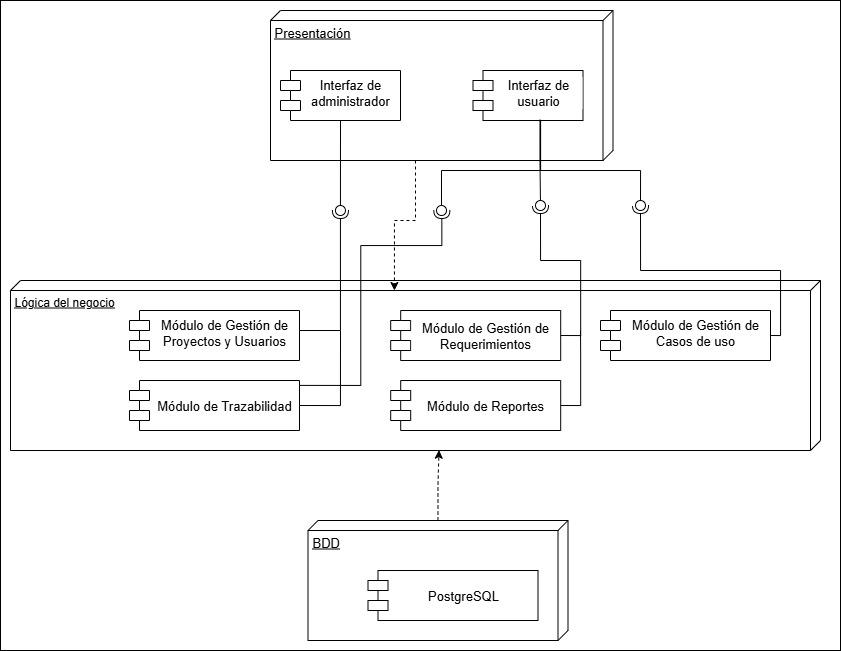 Presentación
Interfaz de
administrador
Interfaz de
usuario
Lógica del negocio
Módulo de Gestión de
Proyectos y Usuarios
Módulo de Gestión de
Requerimientos
Módulo de Gestión de
Casos de uso
Módulo de Trazabilidad
Módulo de Reportes
BDD
PostgreSQL